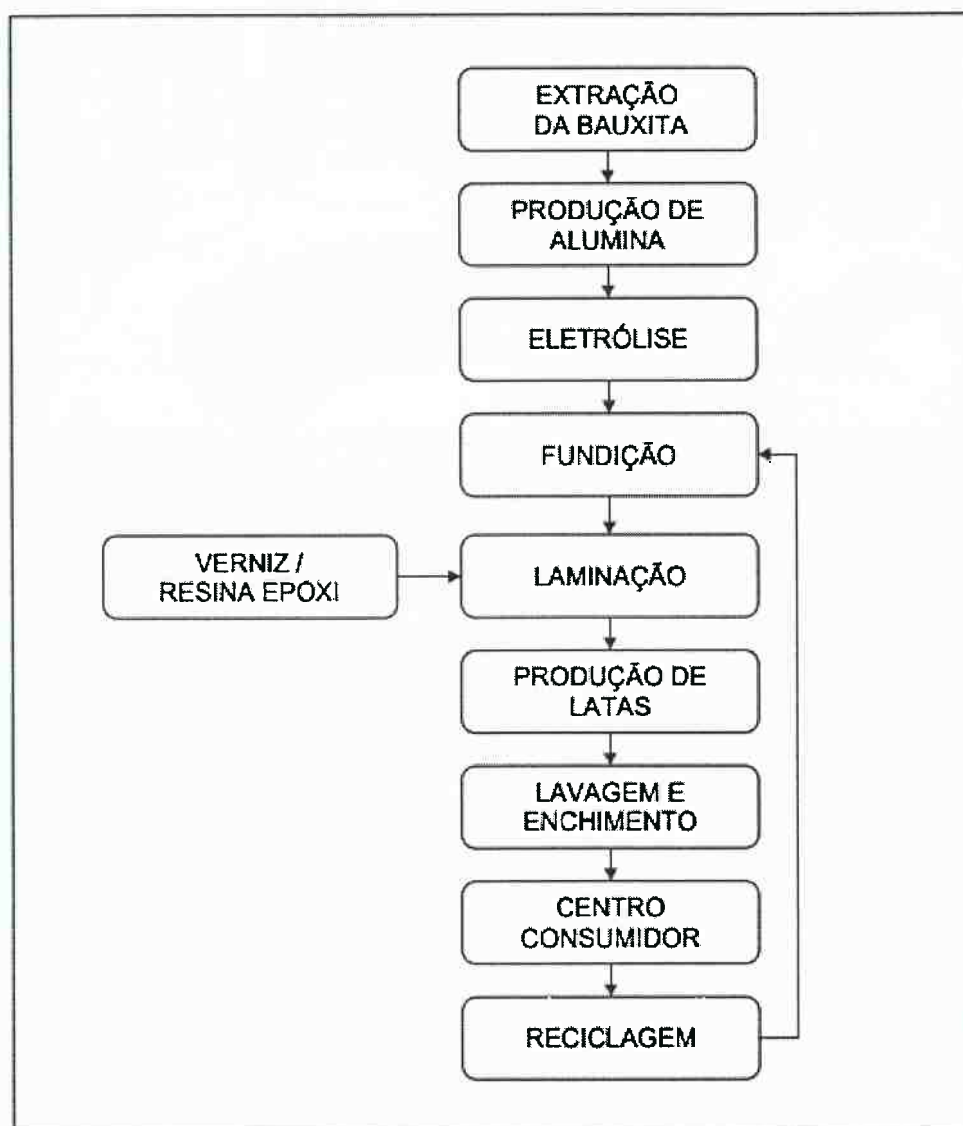 EXTRAÇÃO
DA BAUXITA
PRODUÇÃO DE
ALUMINA
ELETRÓLISE
FUNDIÇÃO
VERNIZ /
RESINA EPOXI
LAMINAÇÃO
PRODUÇÃO DE
LATAS
LAVAGEM E
ENCHIMENTO
CENTRO
CONSUMIDOR
RECICLAGEM